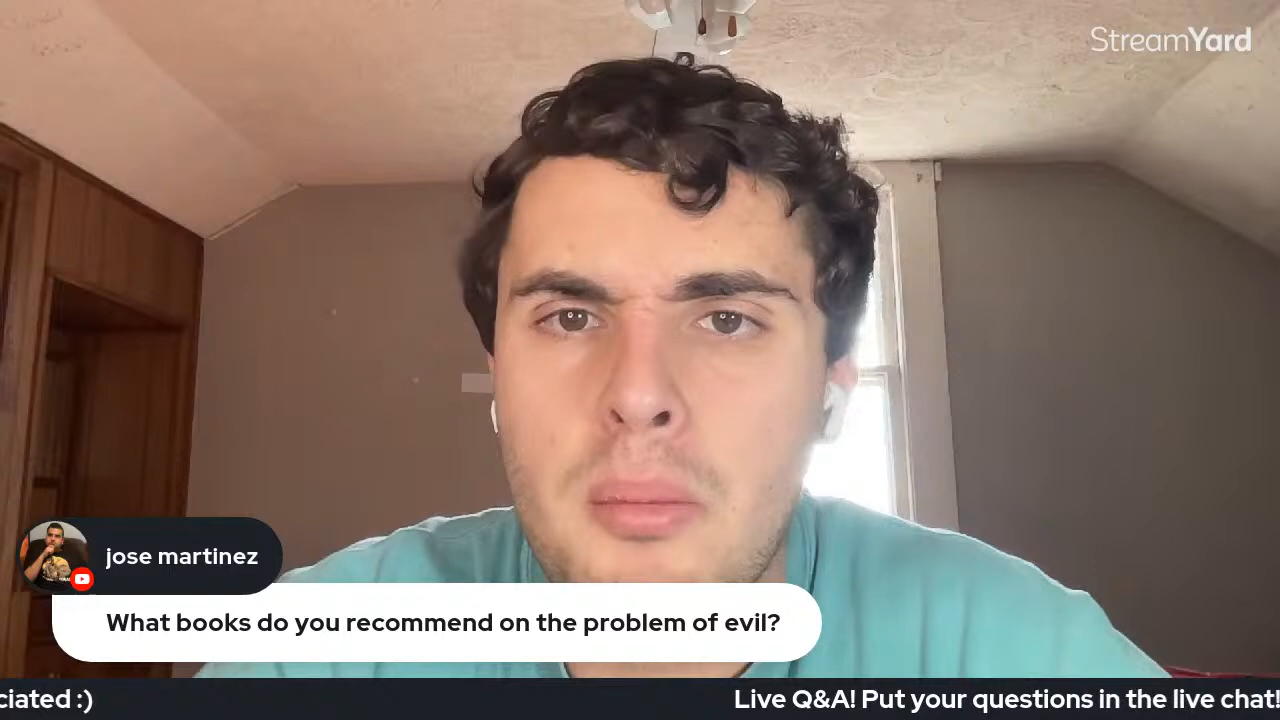 StreamYard
jose martinez
What books do you recommend on the problem of evil?
ciated :)
Live Q&A! Put your questions in the live chat!